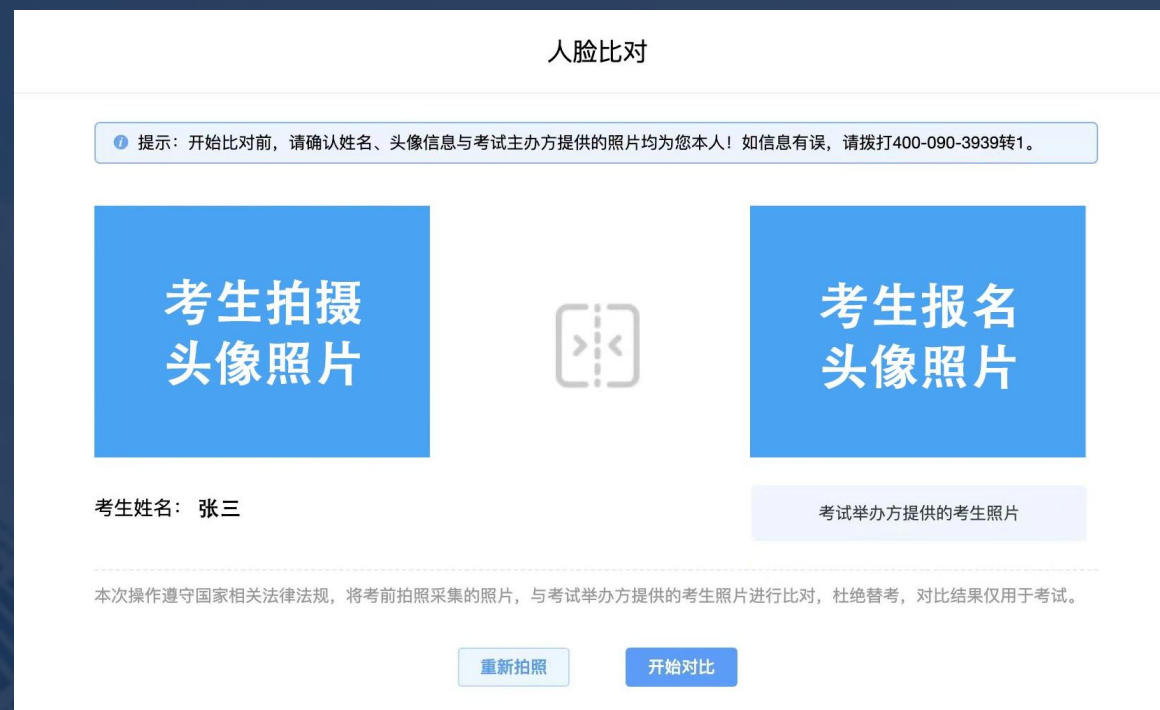 人脸比对
提示：开始比对前，请确认姓名、头像信息与考试主办方提供的照片均为您本人！如信息有误，请拨打400-090-3939转1。
考生拍摄
头像照片
考生报名
头像照片
考生姓名： 张三
考试举办方提供的考生照片
本次操作遵守国家相关法律法规，将考前拍照采集的照片，与考试举办方提供的考生照片进行比对，杜绝替考，对比结果仅用于考试。
重新拍照
开始对比